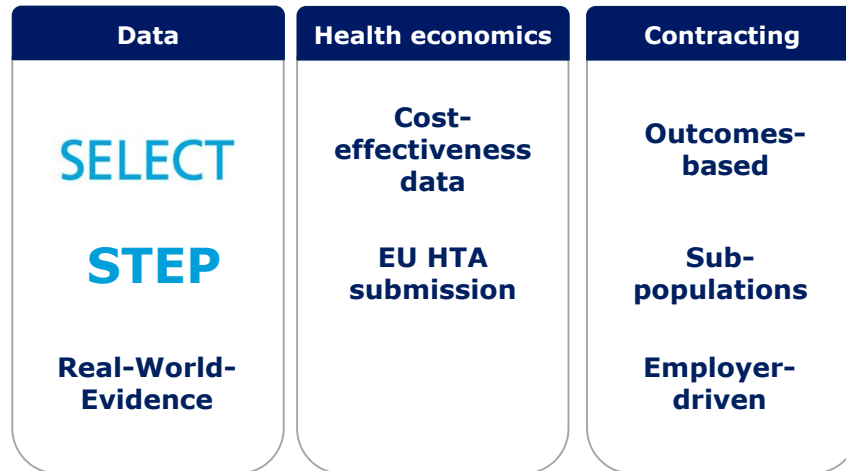 Data
SELECT
STEP
Real-World-
Evidence
Health economics
Cost-
effectiveness
data
EU HTA
submission
Contracting
Outcomes-
based
Sub-
populations
Employer-
driven